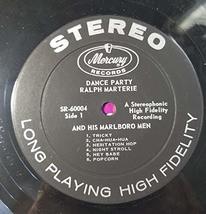 STEREO
Mercury
RECORDS
DANCE PARTY
RALPH MARTERIE
SR-60004
Side 1
A Stereophonic
High Fidelity
Recording
AND HIS MARLBORO MEN
1. TRICKY
2. CHA-HUA-HUA
3. HESITATION HOP
4. NIGHT STROLL
5. HEY BABE
6. POPCORN
LONG PLAYING HIGH FIDELITY